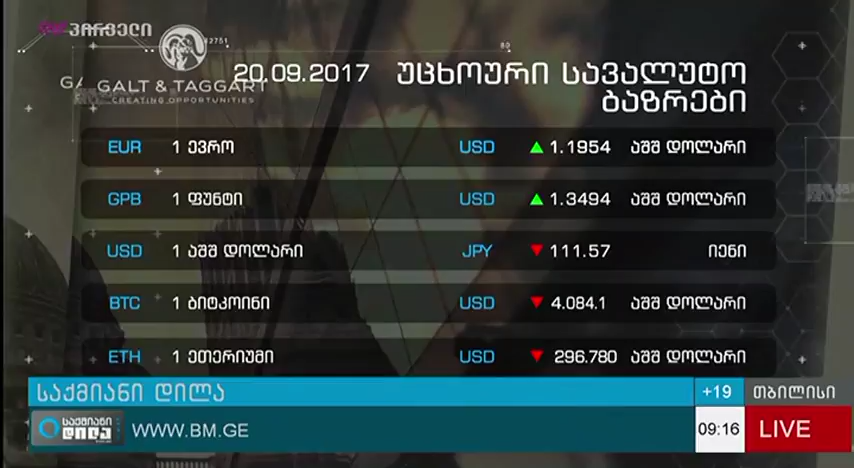 პირველი
GALT & TAGGART
CREATING OPPORTUNITIES
20.09.2017 უცხოური სავალუტო
ბაზრები
EUR 1 ევრო USD 1.1954 აშშ დოლარი
GPB 1 ფუნტი USD 1.3494 აშშ დოლარი
USD 1 აშშ დოლარი JPY 111.57 იენი
BTC 1 ბიტკოინი USD 4.084.1 აშშ დოლარი
ETH 1 ეთერიუმი USD 296.780 აშშ დოლარი
საქმიანი დილა +19 თბილისი
საქმიანი დილა WWW.BM.GE 09:16 LIVE